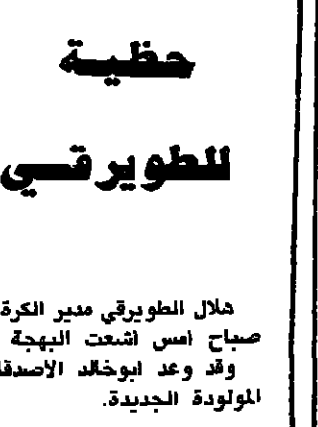 حظية
للطويرقي
هلال الطويرقي مدير الكرة
صباح امس اشعت البهجة
وقد وعد ابوخالد الأصدقا
المولودة الجديدة.